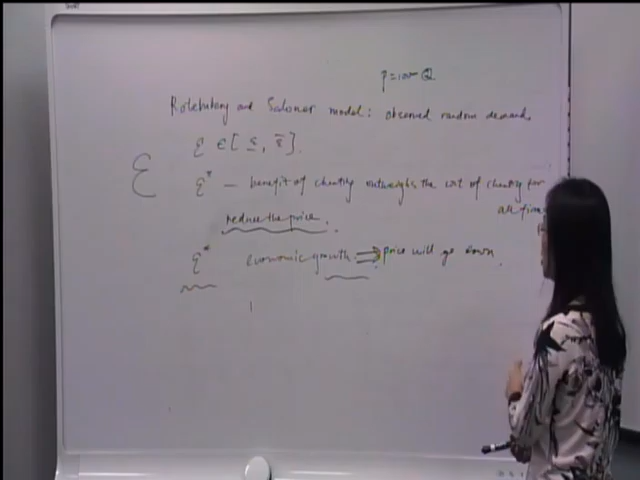 P=100-Q
Rotemberg and Saloner model: observed random demand.
ε ∈ [ε, ε̄].
ε
ε* — benefit of cheating outweighs the cost of cheating for
all firms
reduce the price.
ε* economic growth. ⟹ price will go down.